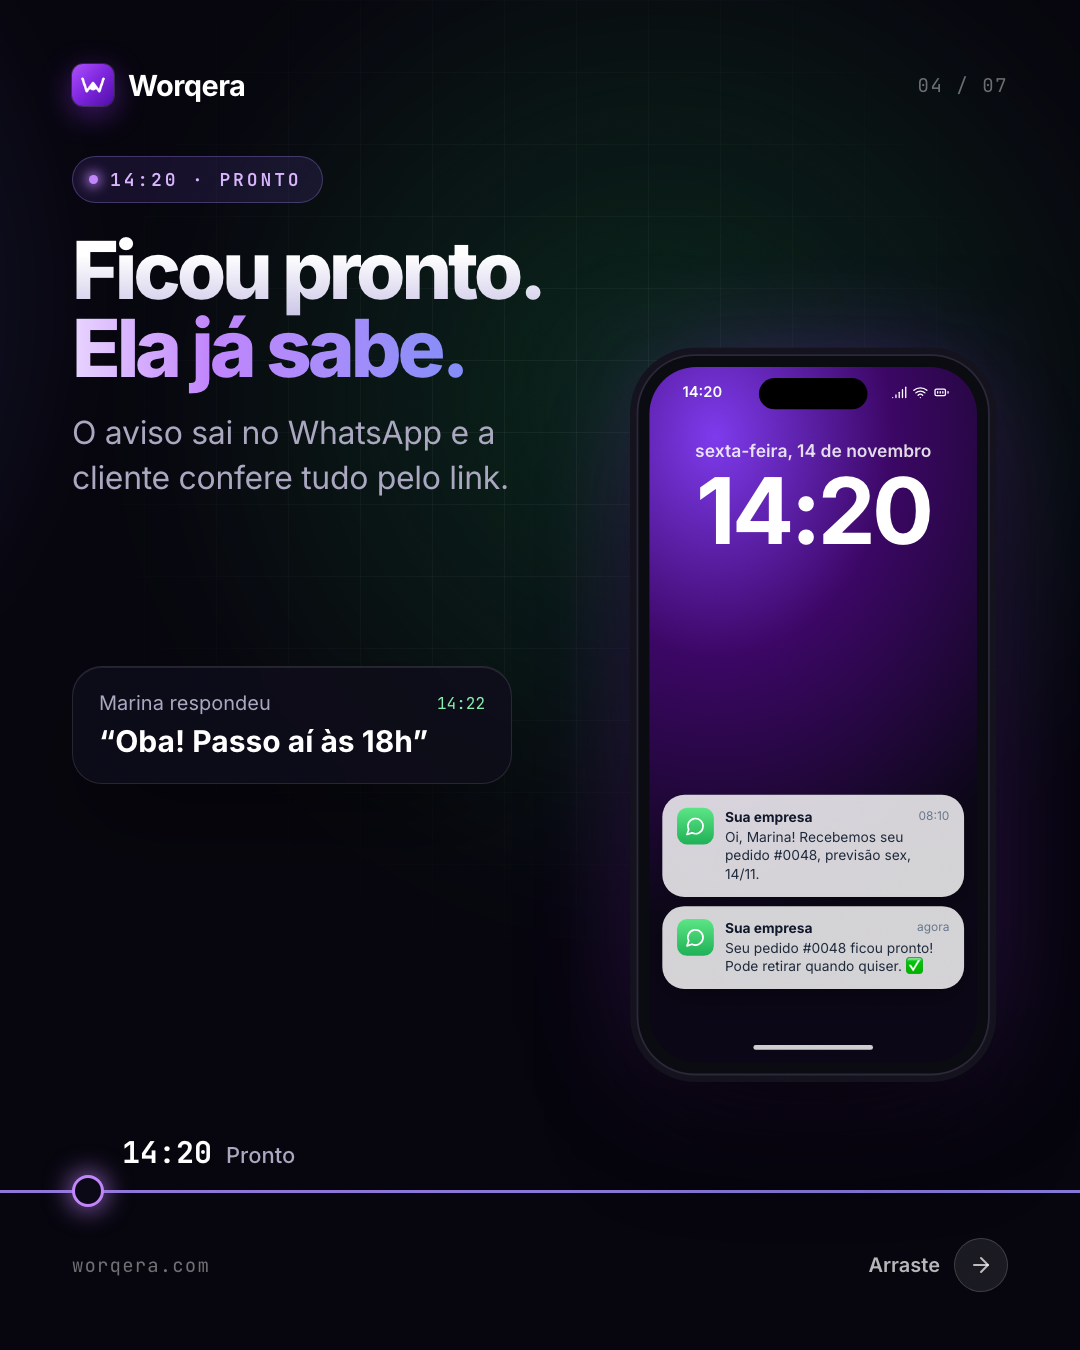 Worqera
04 / 07
14:20 · PRONTO
Ficou pronto.
Ela já sabe.
O aviso sai no WhatsApp e a
cliente confere tudo pelo link.
Marina respondeu
14:22
“Oba! Passo aí às 18h”
14:20
sexta-feira, 14 de novembro
14:20
Sua empresa
08:10
Oi, Marina! Recebemos seu
pedido #0048, previsão sex,
14/11.
Sua empresa
agora
Seu pedido #0048 ficou pronto!
Pode retirar quando quiser. ✅
14:20 Pronto
worqera.com
Arraste